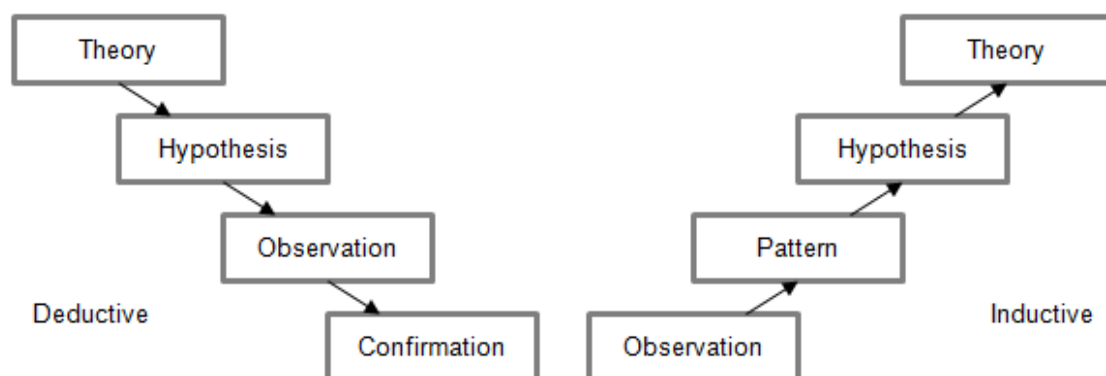 Theory
Hypothesis
Observation
Confirmation
Deductive
Theory
Hypothesis
Pattern
Observation
Inductive